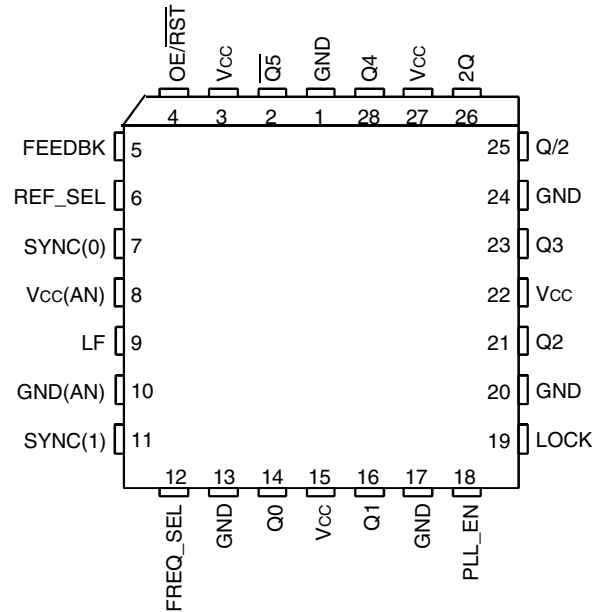 OE/R̅S̅T̅
VCC
Q̅5̅
GND
Q4
VCC
2Q
4
3
2
1
28
27
26
FEEDBK 5
REF_SEL 6
SYNC(0) 7
VCC(AN) 8
LF 9
GND(AN) 10
SYNC(1) 11
25 Q/2
24 GND
23 Q3
22 VCC
21 Q2
20 GND
19 LOCK
12
13
14
15
16
17
18
FREQ_SEL
GND
Q0
VCC
Q1
GND
PLL_EN